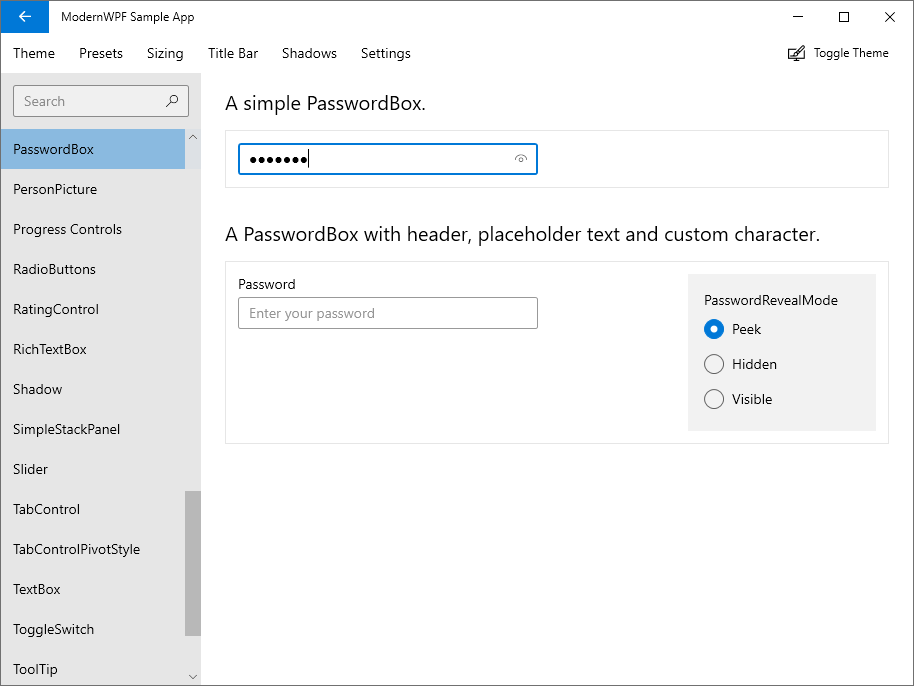 ModernWPF Sample App
Theme Presets Sizing Title Bar Shadows Settings Toggle Theme
Search
PasswordBox
PersonPicture
Progress Controls
RadioButtons
RatingControl
RichTextBox
Shadow
SimpleStackPanel
Slider
TabControl
TabControlPivotStyle
TextBox
ToggleSwitch
ToolTip
A simple PasswordBox.
●●●●●●●
A PasswordBox with header, placeholder text and custom character.
Password
Enter your password
PasswordRevealMode
Peek
Hidden
Visible